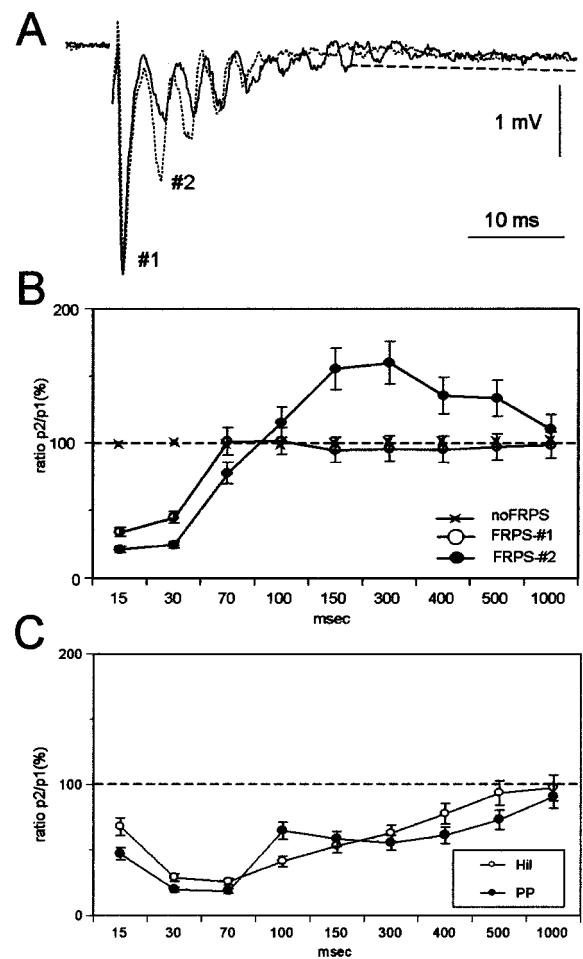 A
#2
1 mV
#1
10 ms
B
200
100
0
ratio p2/p1(%)
noFRPS
FRPS-#1
FRPS-#2
15 30 70 100 150 300 400 500 1000
msec
C
200
100
0
ratio p2/p1(%)
Hil
PP
15 30 70 100 150 300 400 500 1000
msec